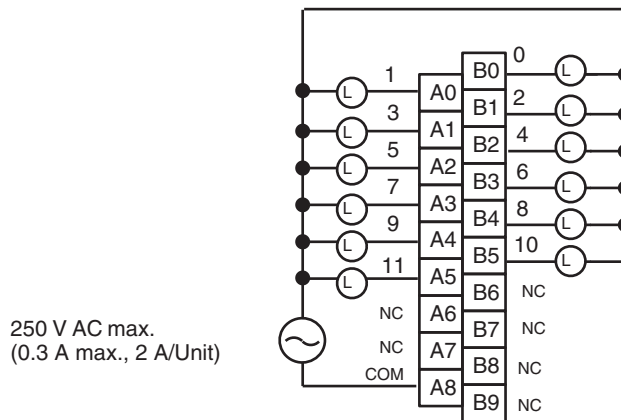 0
B0 L
1
L A0
2
B1 L
3
L A1
4
B2 L
5
L A2
6
B3 L
7
L A3
8
B4 L
9
L A4
10
B5 L
11
L A5
B6 NC
NC A6
B7 NC
NC A7
B8 NC
COM A8
B9 NC
250 V AC max.
(0.3 A max., 2 A/Unit)